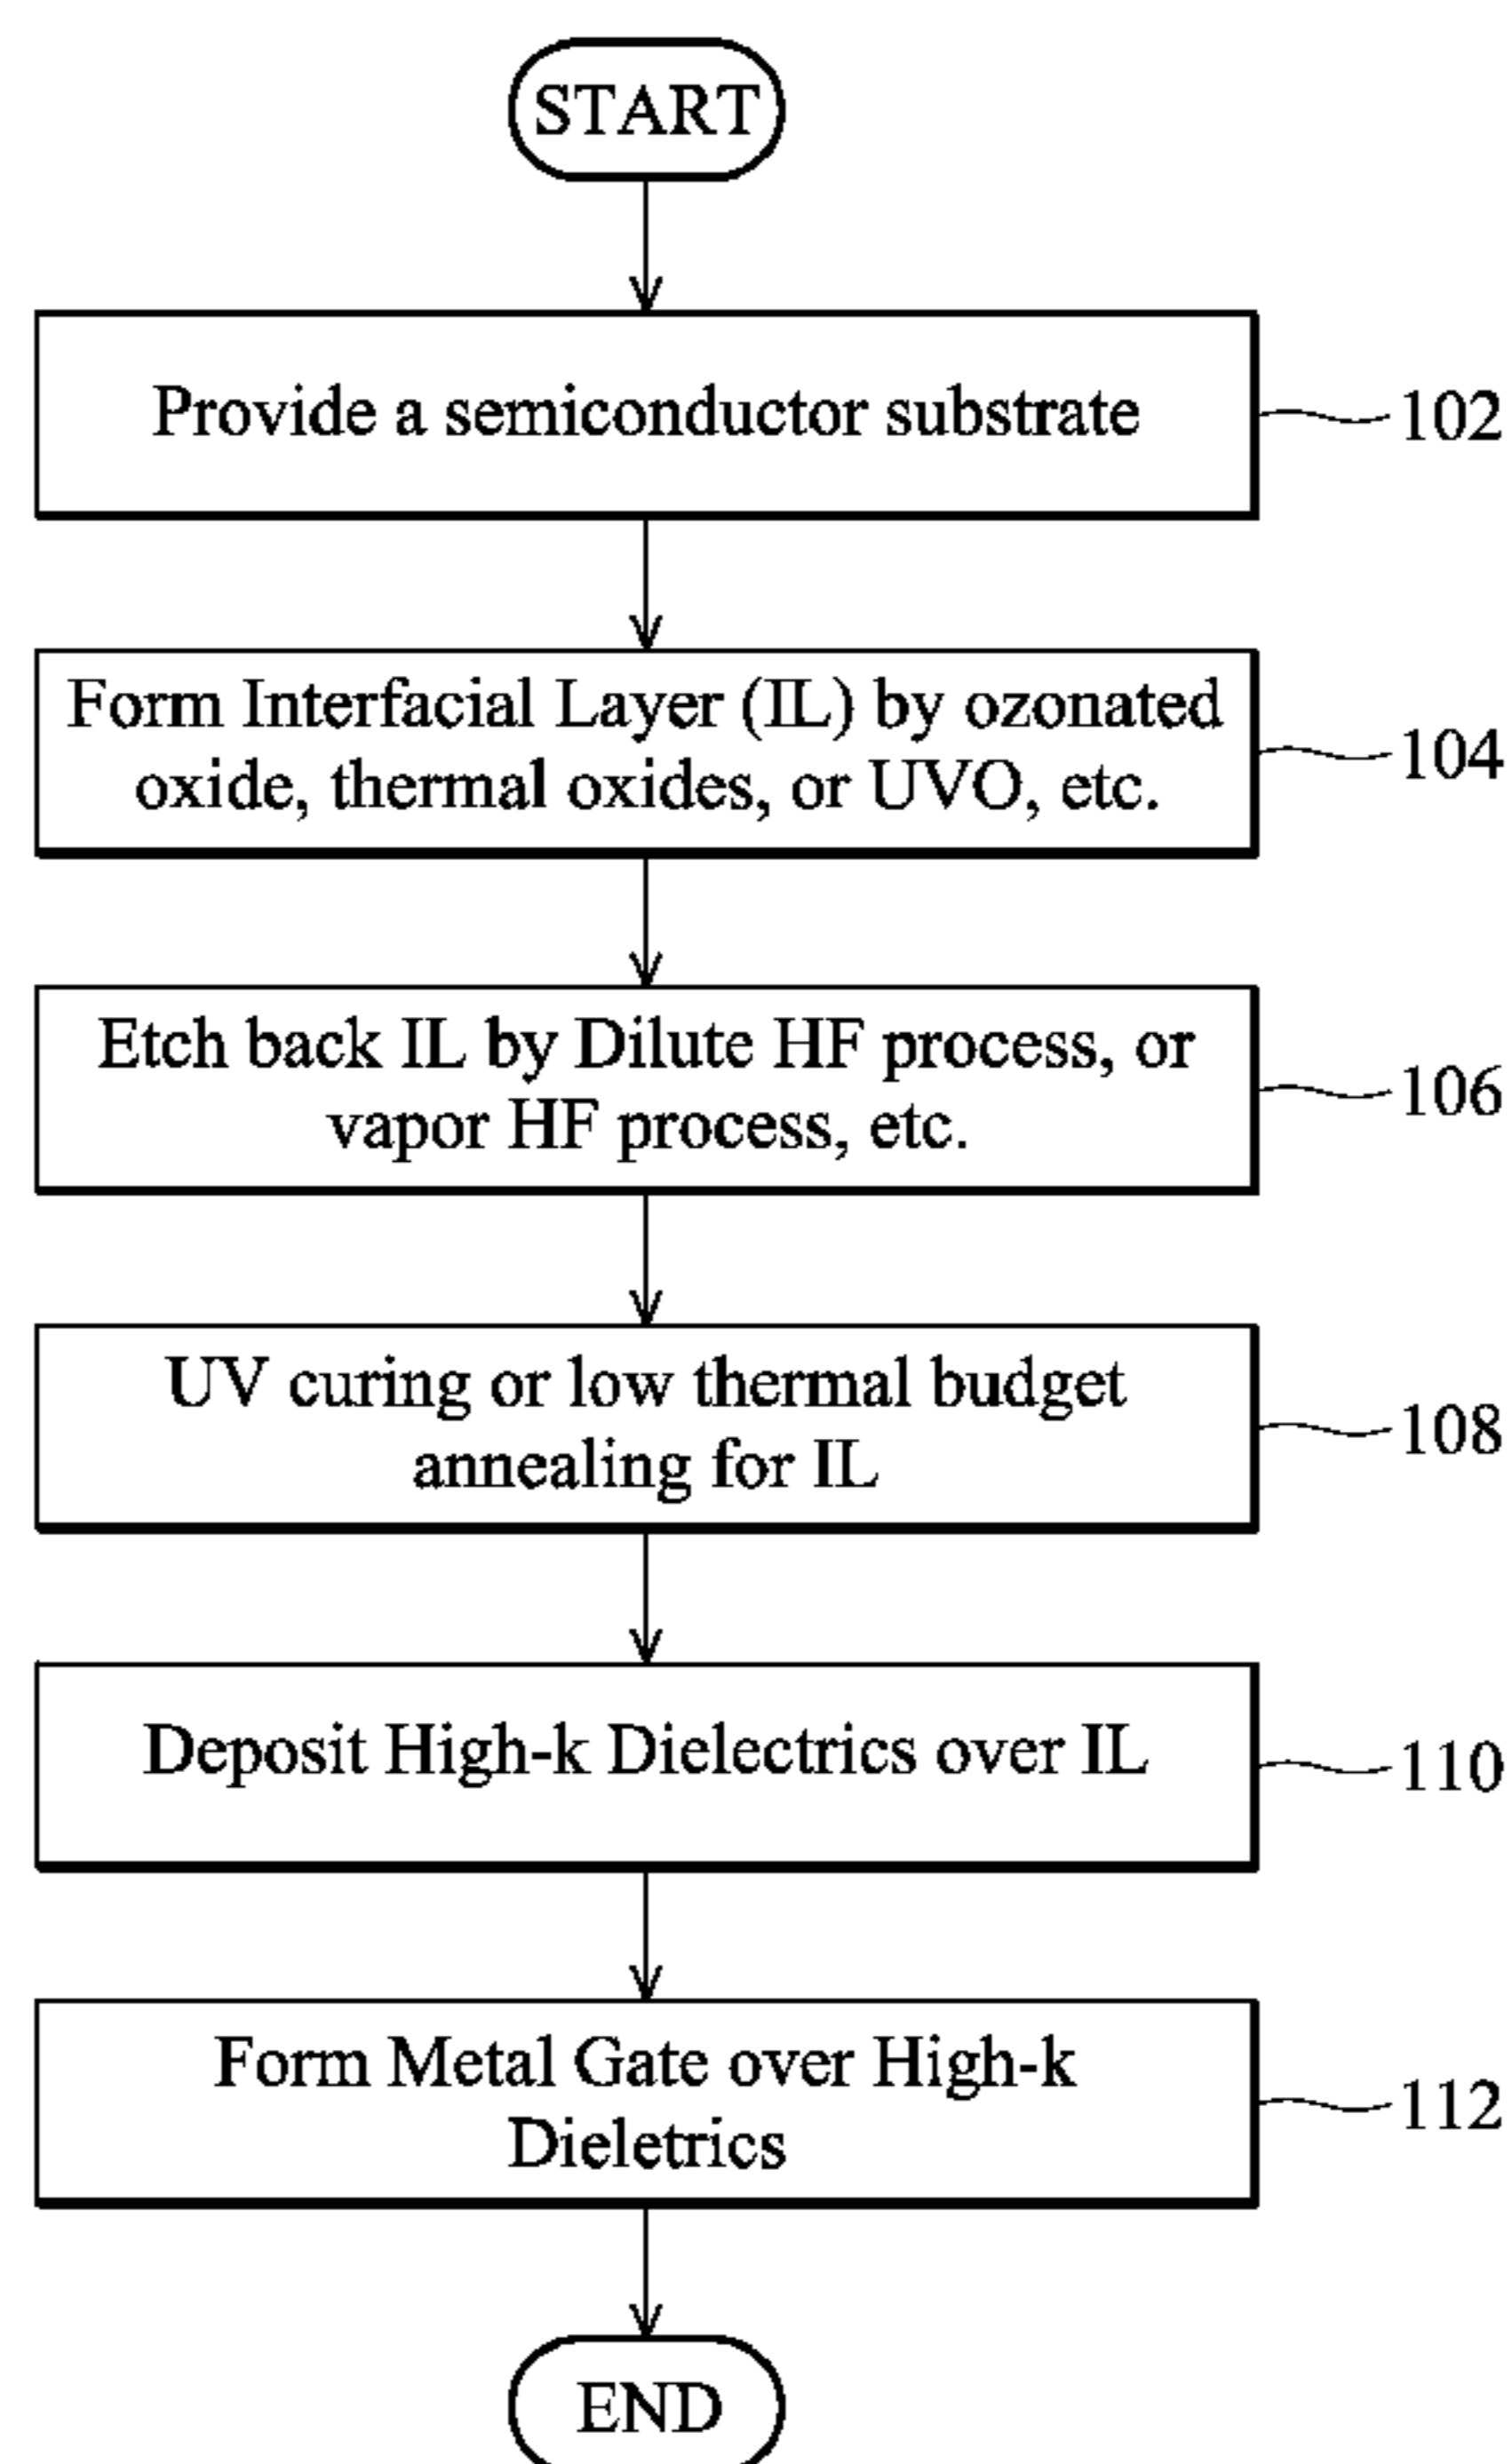 START
Provide a semiconductor substrate
102
Form Interfacial Layer (IL) by ozonated
oxide, thermal oxides, or UVO, etc.
104
Etch back IL by Dilute HF process, or
vapor HF process, etc.
106
UV curing or low thermal budget
annealing for IL
108
Deposit High-k Dielectrics over IL
110
Form Metal Gate over High-k
Dieletrics
112
END